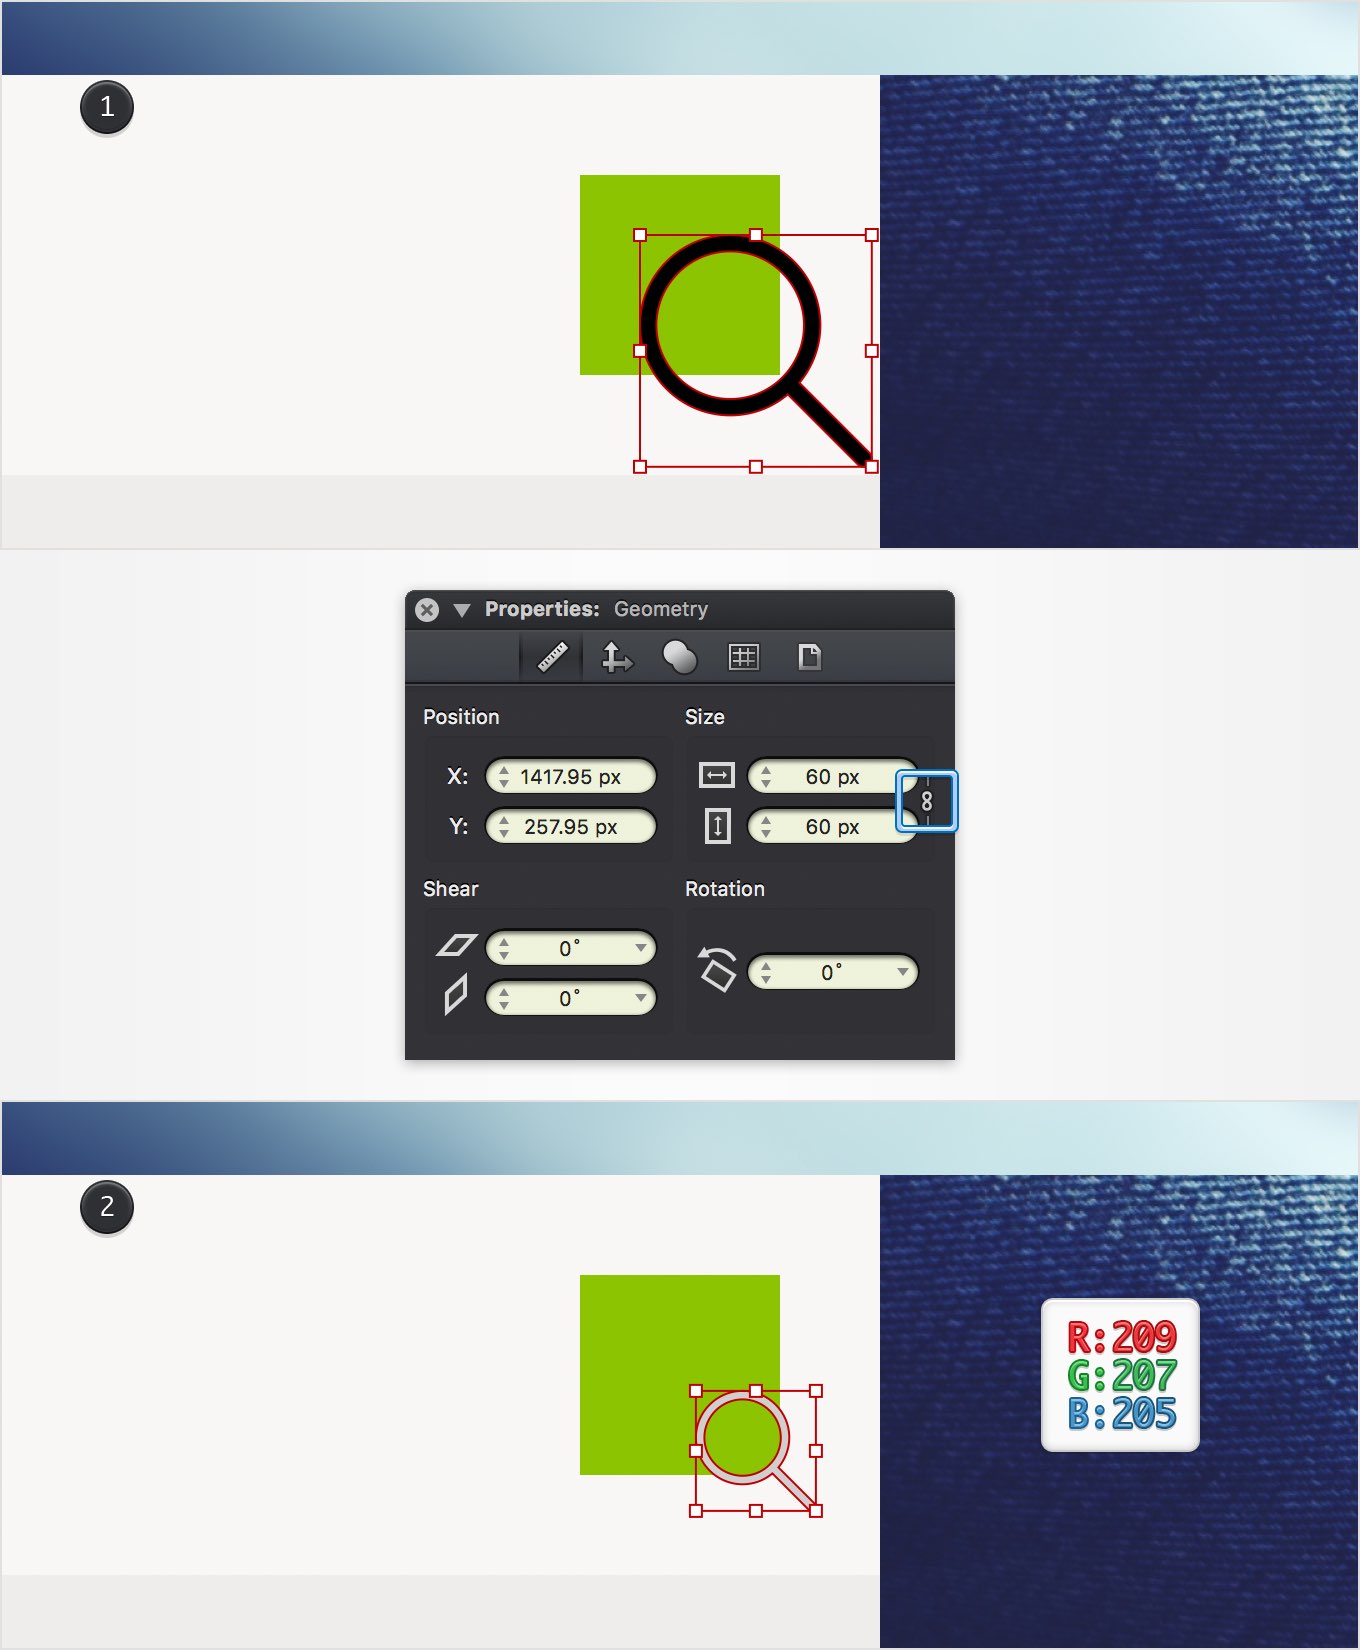 1
Properties: Geometry
Position
Size
X: 1417.95 px
60 px
Y: 257.95 px
60 px
Shear
Rotation
0°
0°
0°
2
R:209
G:207
B:205